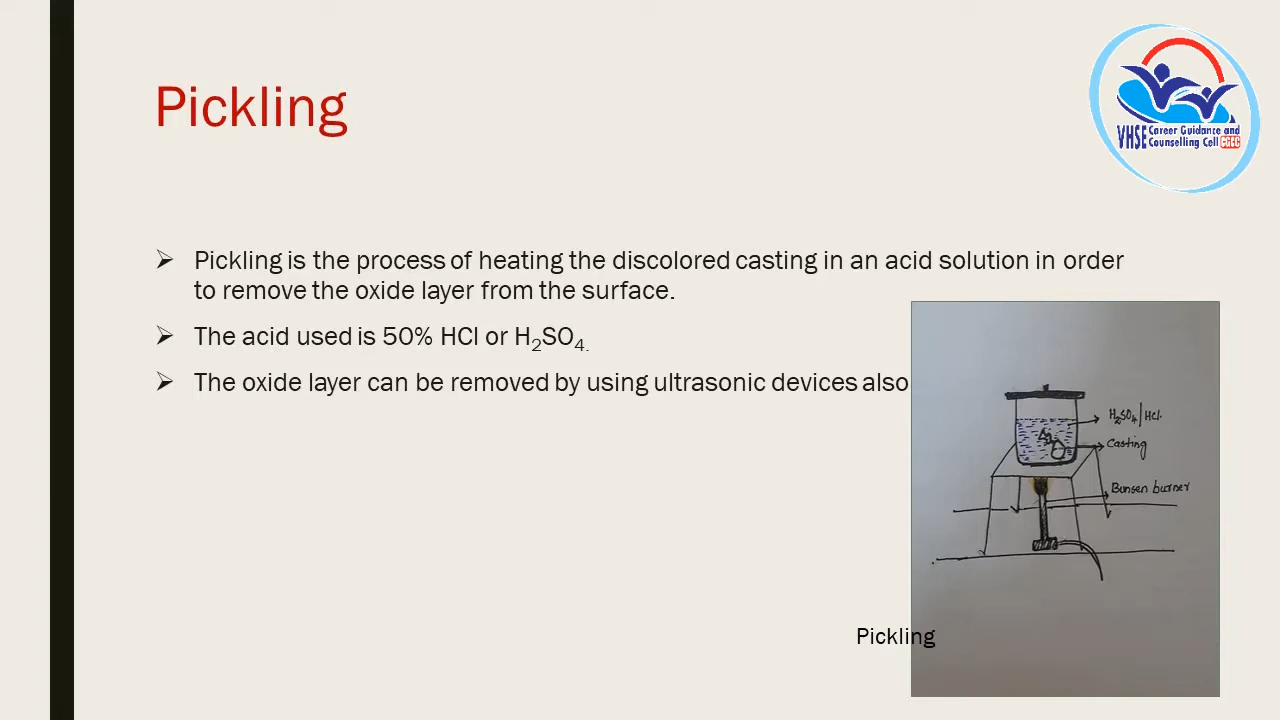 Pickling
VHSE Career Guidance and
Counselling Cell CGCC
➢ Pickling is the process of heating the discolored casting in an acid solution in order
to remove the oxide layer from the surface.
➢ The acid used is 50% HCl or H₂SO₄.
➢ The oxide layer can be removed by using ultrasonic devices also
H₂SO₄/HCl.
Casting
Bunsen burner
Pickling